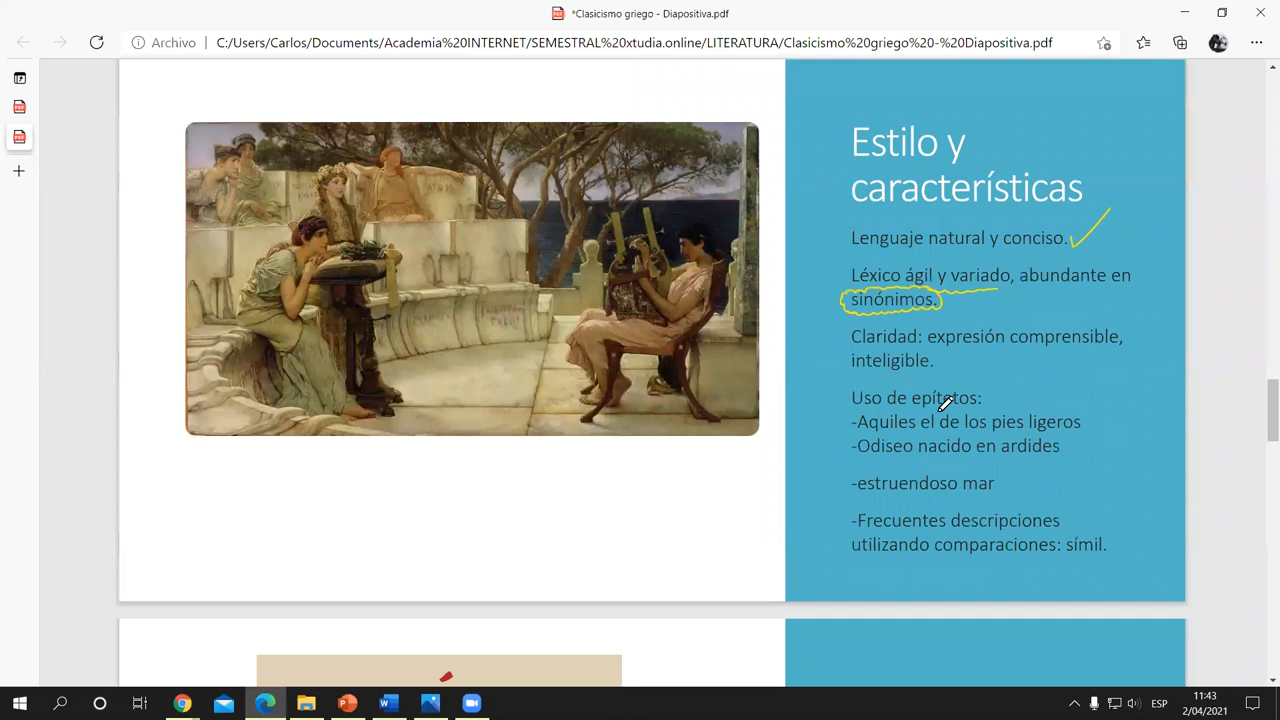 *Clasicismo griego - Diapositiva.pdf
Archivo
C:/Users/Carlos/Documents/Academia%20INTERNET/SEMESTRAL%20xtudia.online/LITERATURA/Clasicismo%20griego%20-%20Diapositiva.pdf
Estilo y
características
Lenguaje natural y conciso.
Léxico ágil y variado, abundante en
sinónimos.
Claridad: expresión comprensible,
inteligible.
Uso de epítetos:
-Aquiles el de los pies ligeros
-Odiseo nacido en ardides
-estruendoso mar
-Frecuentes descripciones
utilizando comparaciones: símil.
ESP
11:43
2/04/2021